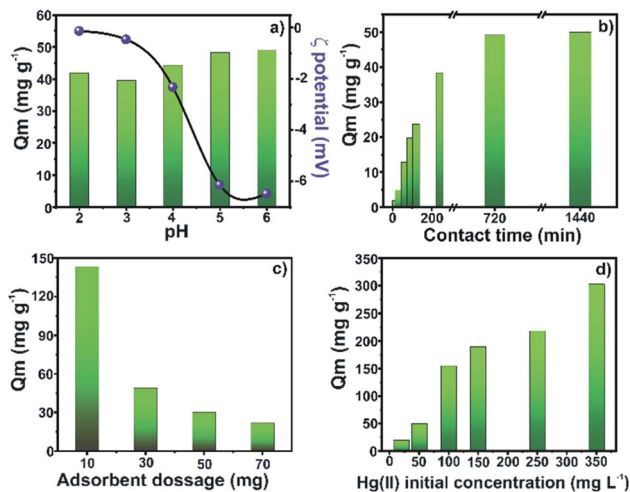 a)
Qm (mg g⁻¹)
60
50
40
30
20
10
0
2 3 4 5 6
pH
0
-2
-4
-6
ζ potential (mV)
b)
Qm (mg g⁻¹)
50
40
30
20
10
0
0 200 720 1440
Contact time (min)
c)
Qm (mg g⁻¹)
150
120
90
60
30
0
10 30 50 70
Adsorbent dossage (mg)
d)
Qm (mg g⁻¹)
350
300
250
200
150
100
50
0
0 50 100 150 200 250 300 350
Hg(II) initial concentration (mg L⁻¹)